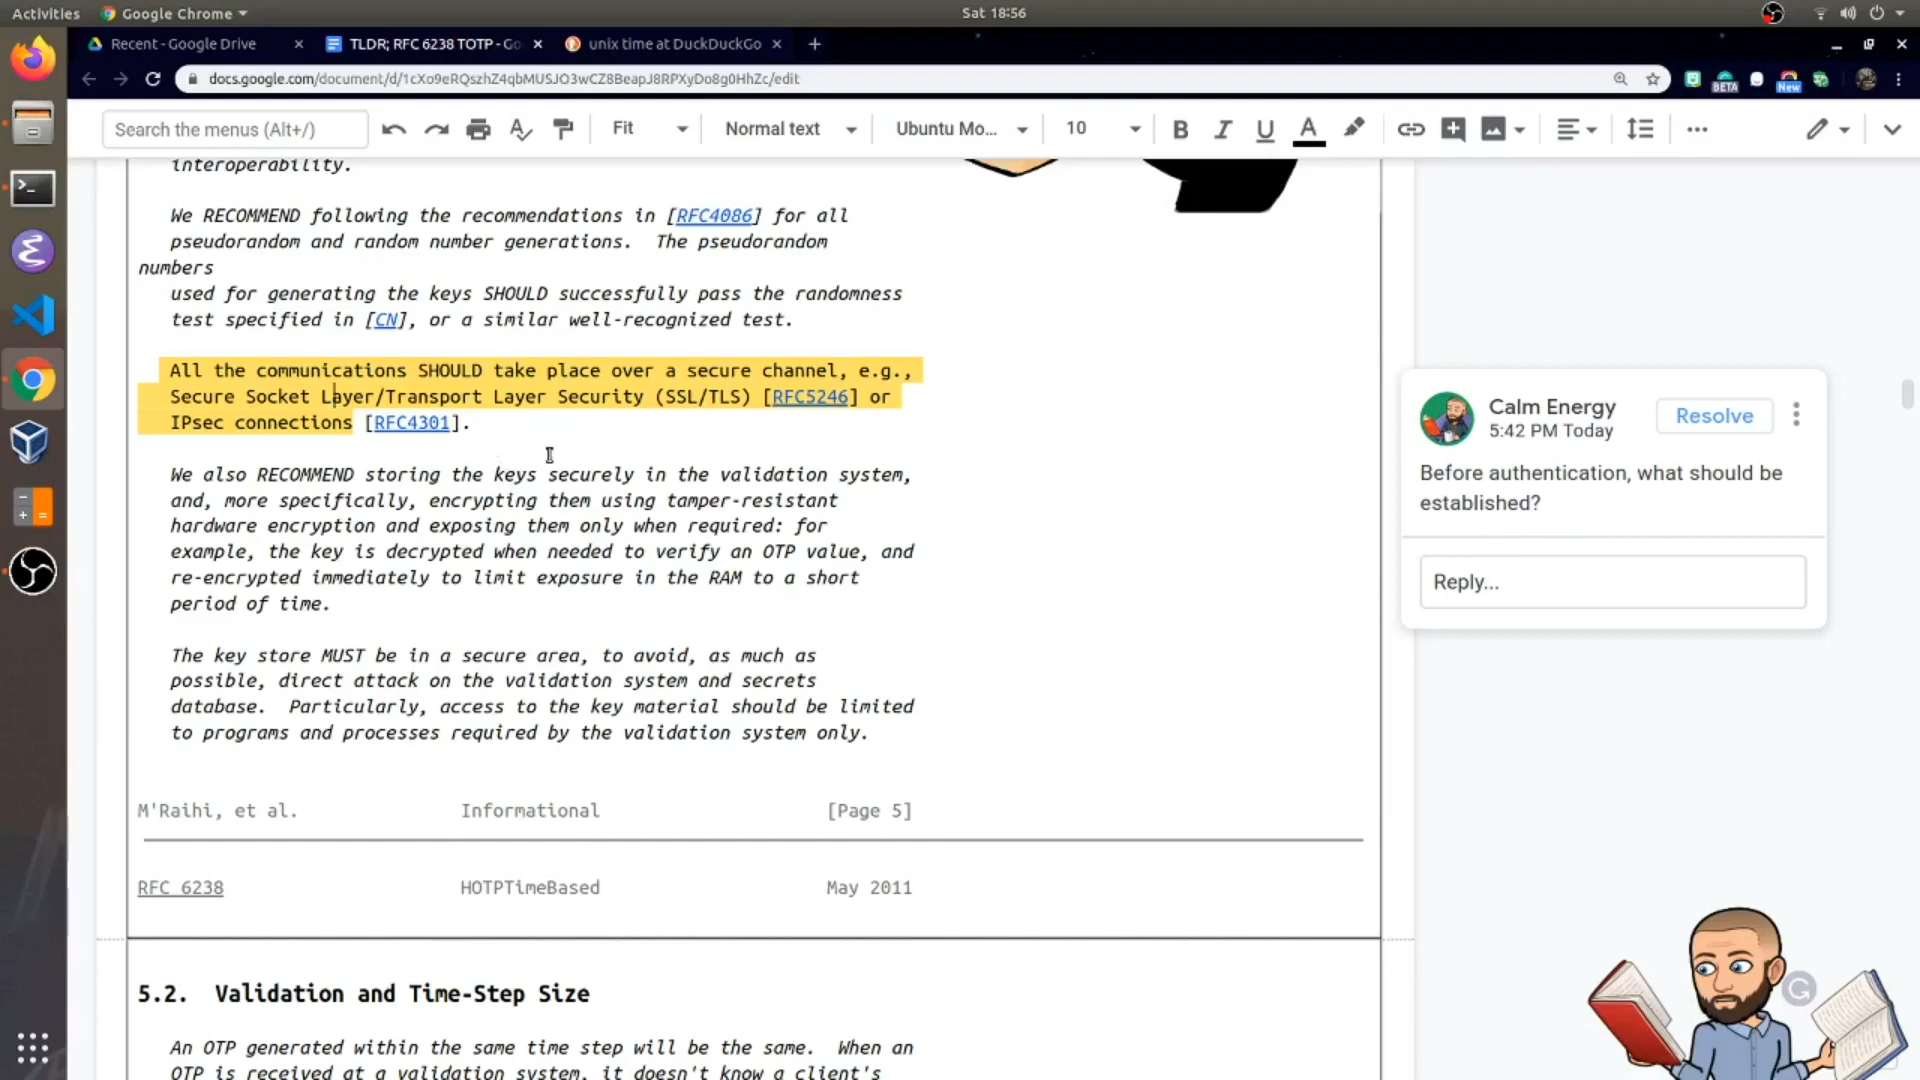 Activities
Google Chrome
Sat 18:56
Recent - Google Drive
TLDR; RFC 6238 TOTP - Go
unix time at DuckDuckGo
docs.google.com/document/d/1cXo9eRQszhZ4qbMUSJO3wCZ8BeapJ8RPXyDo8g0HhZc/edit
BETA
New
Search the menus (Alt+/)
Fit
Normal text
Ubuntu Mo...
10
B I U A
interoperability.
We RECOMMEND following the recommendations in [RFC4086] for all
pseudorandom and random number generations.  The pseudorandom
numbers
used for generating the keys SHOULD successfully pass the randomness
test specified in [CN], or a similar well-recognized test.
All the communications SHOULD take place over a secure channel, e.g.,
Secure Socket Layer/Transport Layer Security (SSL/TLS) [RFC5246] or
IPsec connections [RFC4301].
We also RECOMMEND storing the keys securely in the validation system,
and, more specifically, encrypting them using tamper-resistant
hardware encryption and exposing them only when required: for
example, the key is decrypted when needed to verify an OTP value, and
re-encrypted immediately to limit exposure in the RAM to a short
period of time.
The key store MUST be in a secure area, to avoid, as much as
possible, direct attack on the validation system and secrets
database.  Particularly, access to the key material should be limited
to programs and processes required by the validation system only.
M'Raihi, et al. Informational [Page 5]
RFC 6238 HOTPTimeBased May 2011
5.2.  Validation and Time-Step Size
An OTP generated within the same time step will be the same.  When an
OTP is received at a validation system, it doesn't know a client's
Calm Energy
5:42 PM Today
Resolve
Before authentication, what should be
established?
Reply...